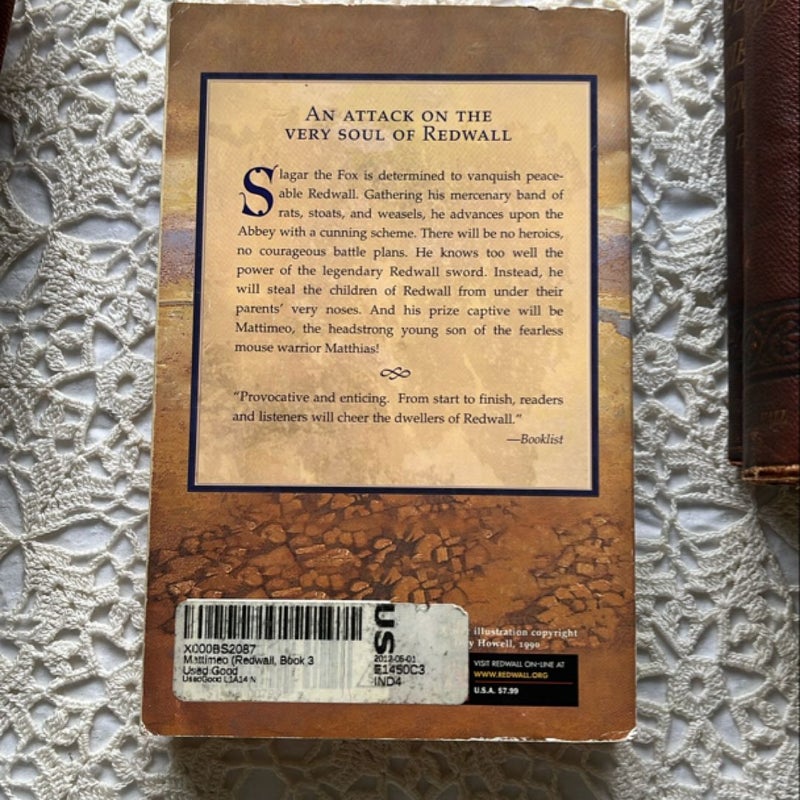 AN ATTACK ON THE
VERY SOUL OF REDWALL
Slagar the Fox is determined to vanquish peace-
able Redwall. Gathering his mercenary band of
rats, stoats, and weasels, he advances upon the
Abbey with a cunning scheme. There will be no heroics,
no courageous battle plans. He knows too well the
power of the legendary Redwall sword. Instead, he
will steal the children of Redwall from under their
parents' very noses. And his prize captive will be
Mattimeo, the headstrong young son of the fearless
mouse warrior Matthias!
"Provocative and enticing. From start to finish, readers
and listeners will cheer the dwellers of Redwall."
—Booklist
illustration copyright
Howell, 1990
VISIT REDWALL ON-LINE AT
WWW.REDWALL.ORG
U.S.A. $7.99
X000BS2087
Mattimeo (Redwall, Book 3
Used Good
UsedGood L1A14 N
US
2012-06-01
E1450C3
IND4